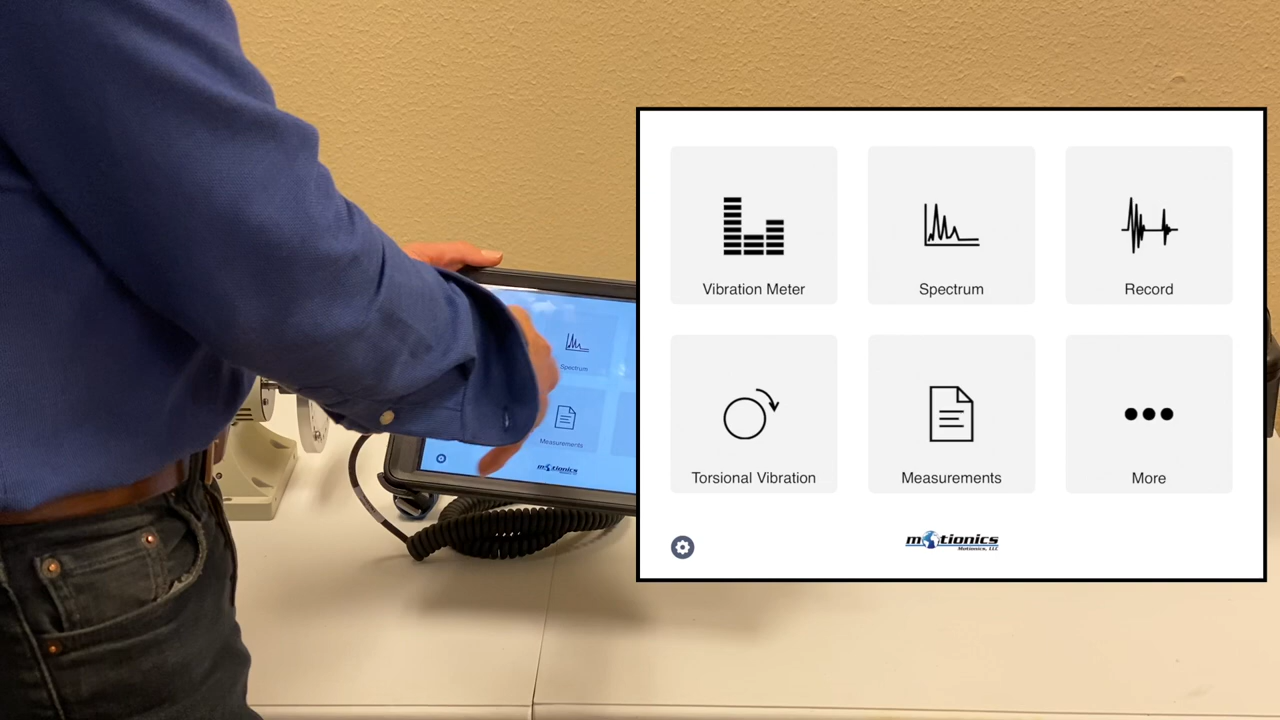 Vibration Meter
Spectrum
Record
Torsional Vibration
Measurements
More
motionics
Motionics, LLC
Spectrum
Measurements
motionics